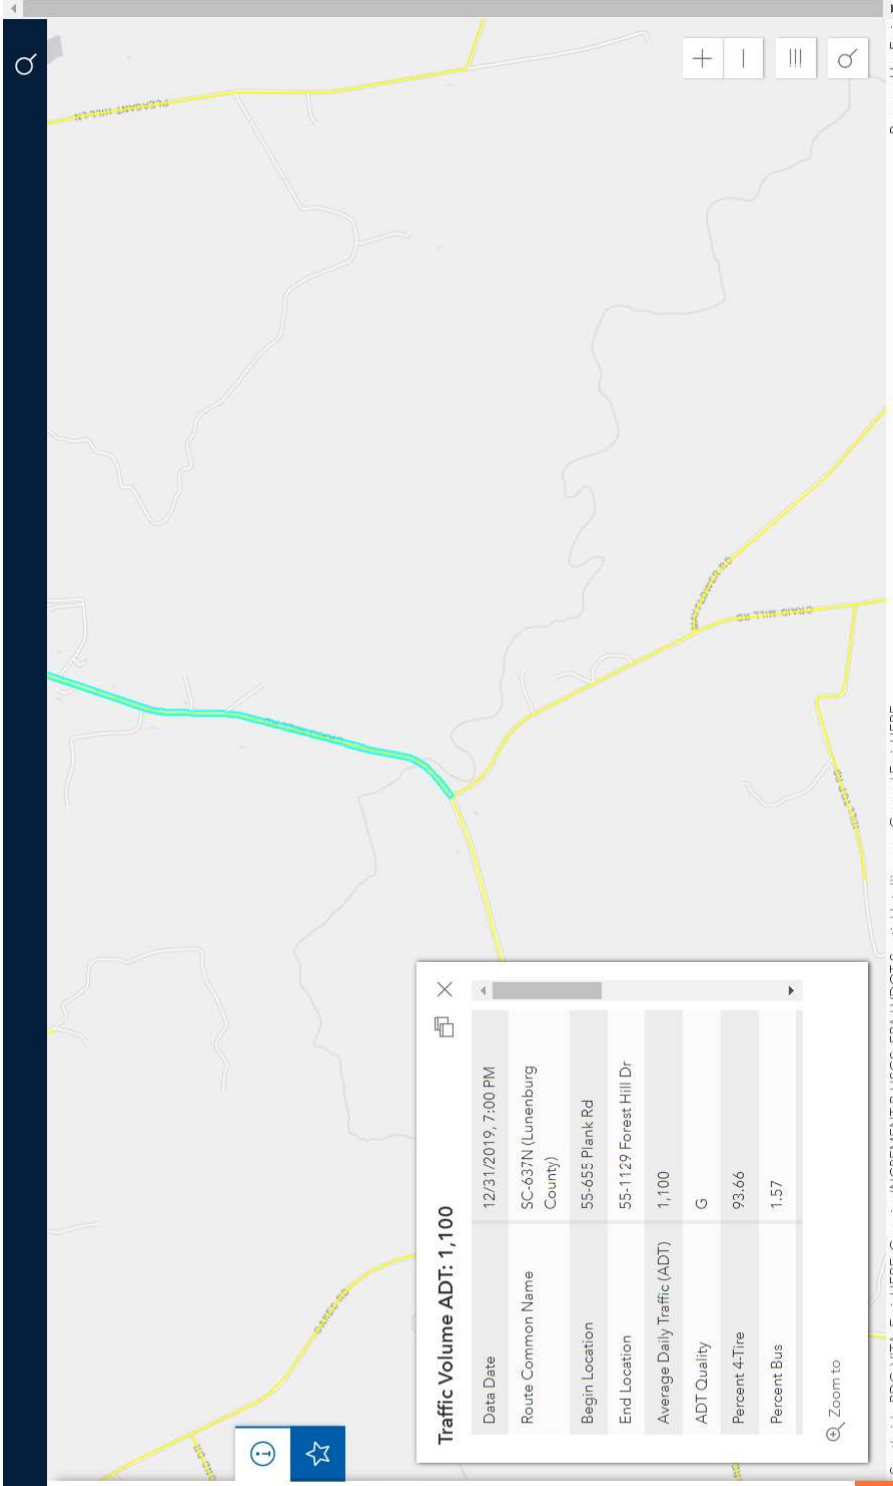 PLEASANT HILL LN
OAKES RD
MAYFLOWER RD
CRAIG MILL RD
Traffic Volume ADT: 1,100
Data Date 12/31/2019, 7:00 PM
Route Common Name SC-637N (Lunenburg
County)
Begin Location 55-655 Plank Rd
End Location 55-1129 Forest Hill Dr
Average Daily Traffic (ADT) 1,100
ADT Quality G
Percent 4-Tire 93.66
Percent Bus 1.57
Zoom to